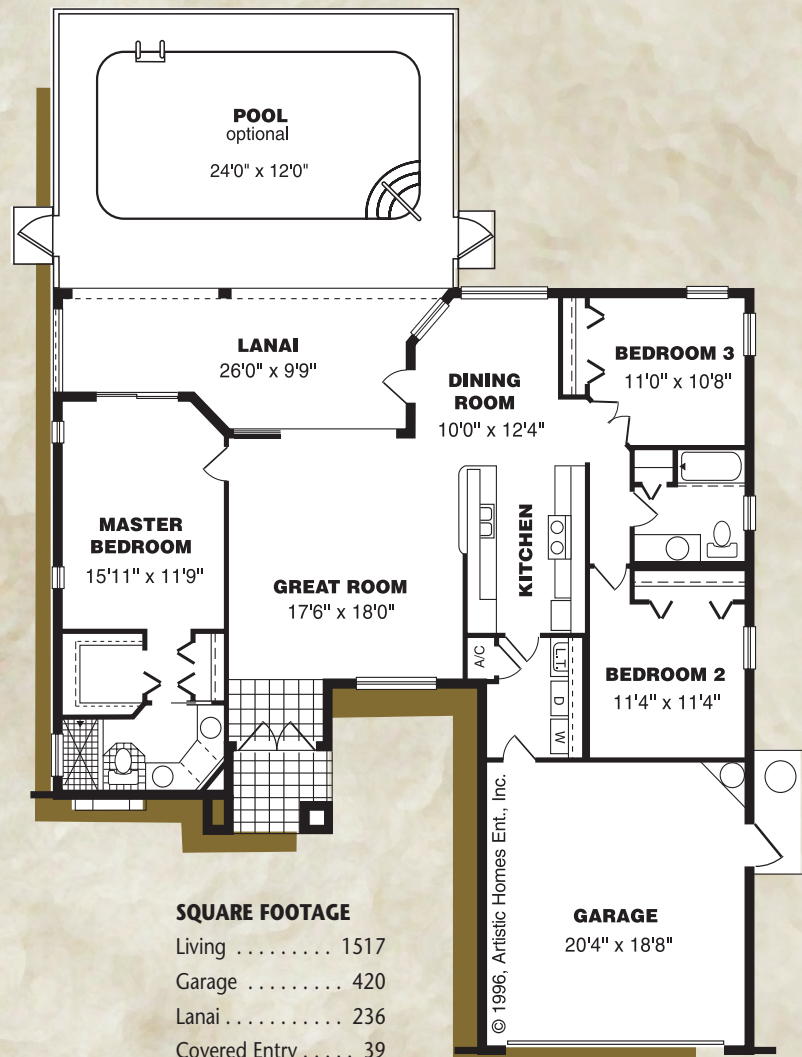 POOL
optional
24'0" x 12'0"
LANAI
26'0" x 9'9"
BEDROOM 3
11'0" x 10'8"
DINING
ROOM
10'0" x 12'4"
MASTER
BEDROOM
15'11" x 11'9"
KITCHEN
GREAT ROOM
17'6" x 18'0"
A/C
L.T.
D
W
BEDROOM 2
11'4" x 11'4"
© 1996, Artistic Homes Ent., Inc.
GARAGE
20'4" x 18'8"
SQUARE FOOTAGE
Living . . . . . . . . . 1517
Garage . . . . . . . . . 420
Lanai . . . . . . . . . . . 236
Covered Entry . . . . . 39